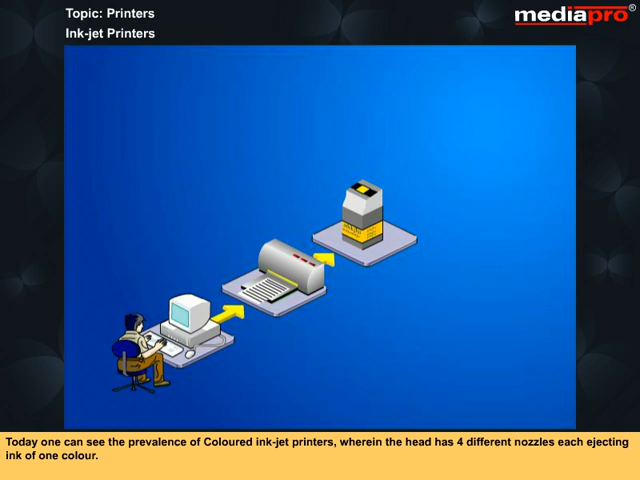 Topic: Printers
mediapro®
Ink-jet Printers
Today one can see the prevalence of Coloured ink-jet printers, wherein the head has 4 different nozzles each ejecting
ink of one colour.